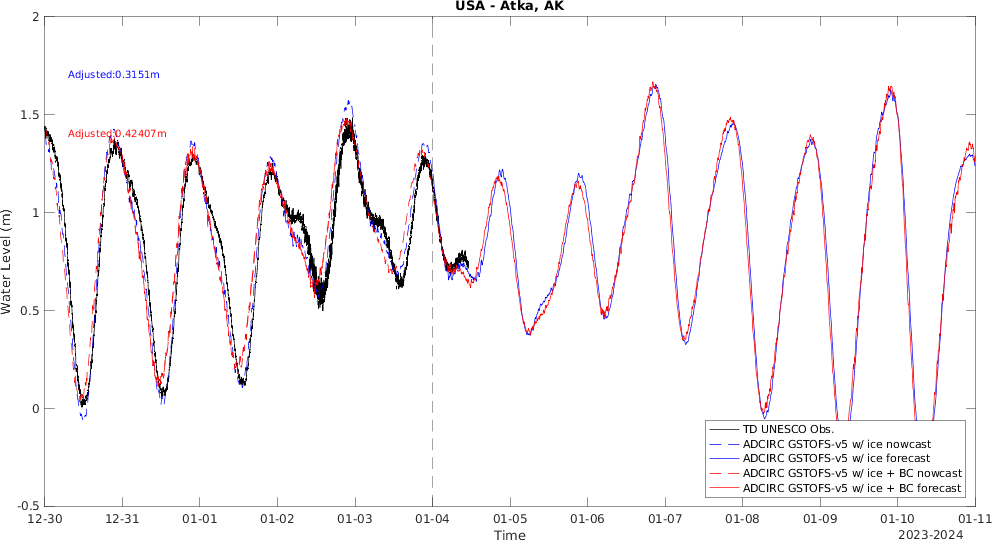 USA - Atka, AK
2
1.5
1
0.5
0
-0.5
Water Level (m)
Adjusted:0.3151m
Adjusted:0.42407m
TD UNESCO Obs.
ADCIRC GSTOFS-v5 w/ ice nowcast
ADCIRC GSTOFS-v5 w/ ice forecast
ADCIRC GSTOFS-v5 w/ ice + BC nowcast
ADCIRC GSTOFS-v5 w/ ice + BC forecast
12-30 12-31 01-01 01-02 01-03 01-04 01-05 01-06 01-07 01-08 01-09 01-10 01-11
Time
2023-2024